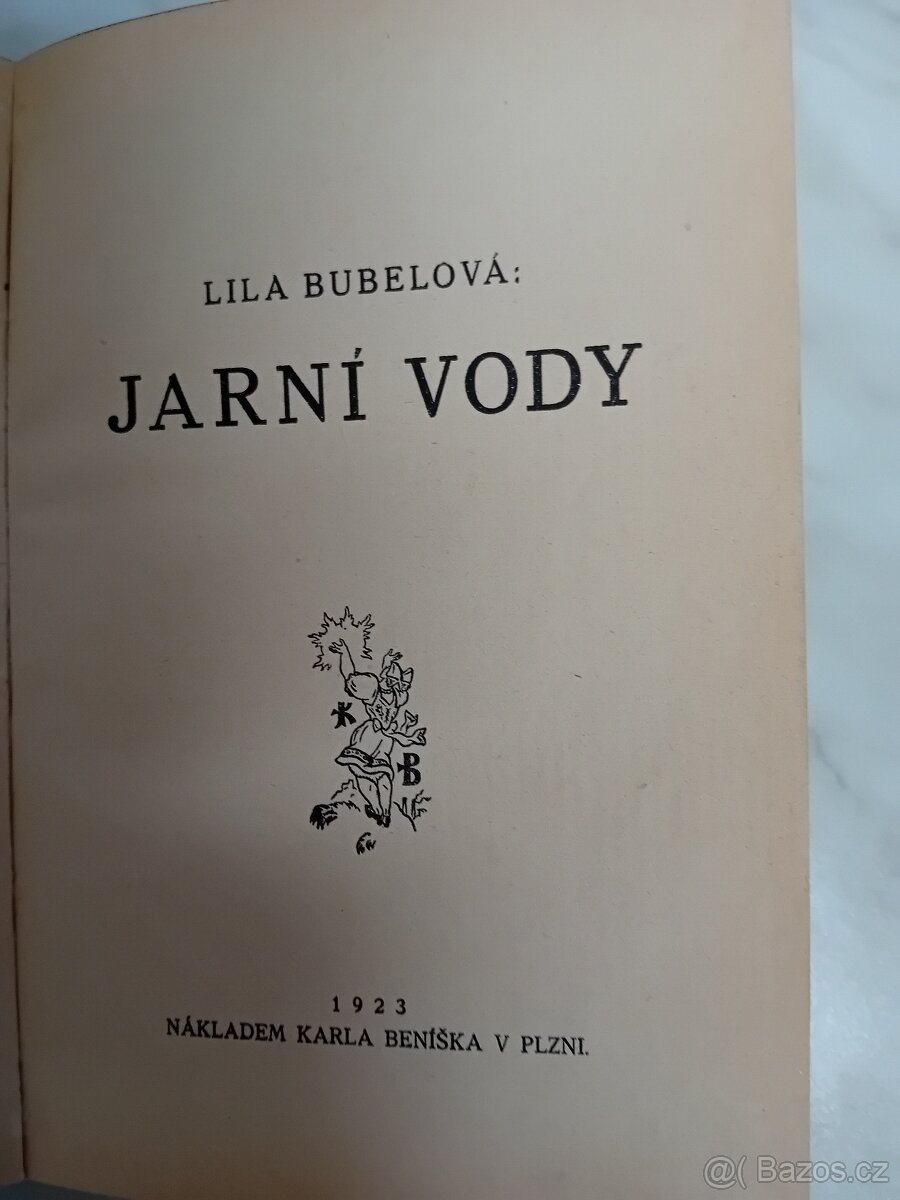 LILA BUBELOVÁ:
JARNÍ VODY
K
B
1923
NÁKLADEM KARLA BENÍŠKA V PLZNI.
@( Bazos.cz